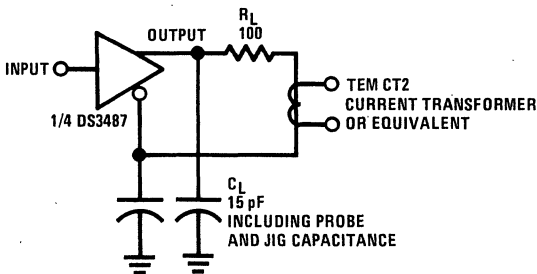 R_L
100
OUTPUT
INPUT
1/4 DS3487
TEM CT2
CURRENT TRANSFORMER
OR EQUIVALENT
C_L
15 pF
INCLUDING PROBE
AND JIG CAPACITANCE